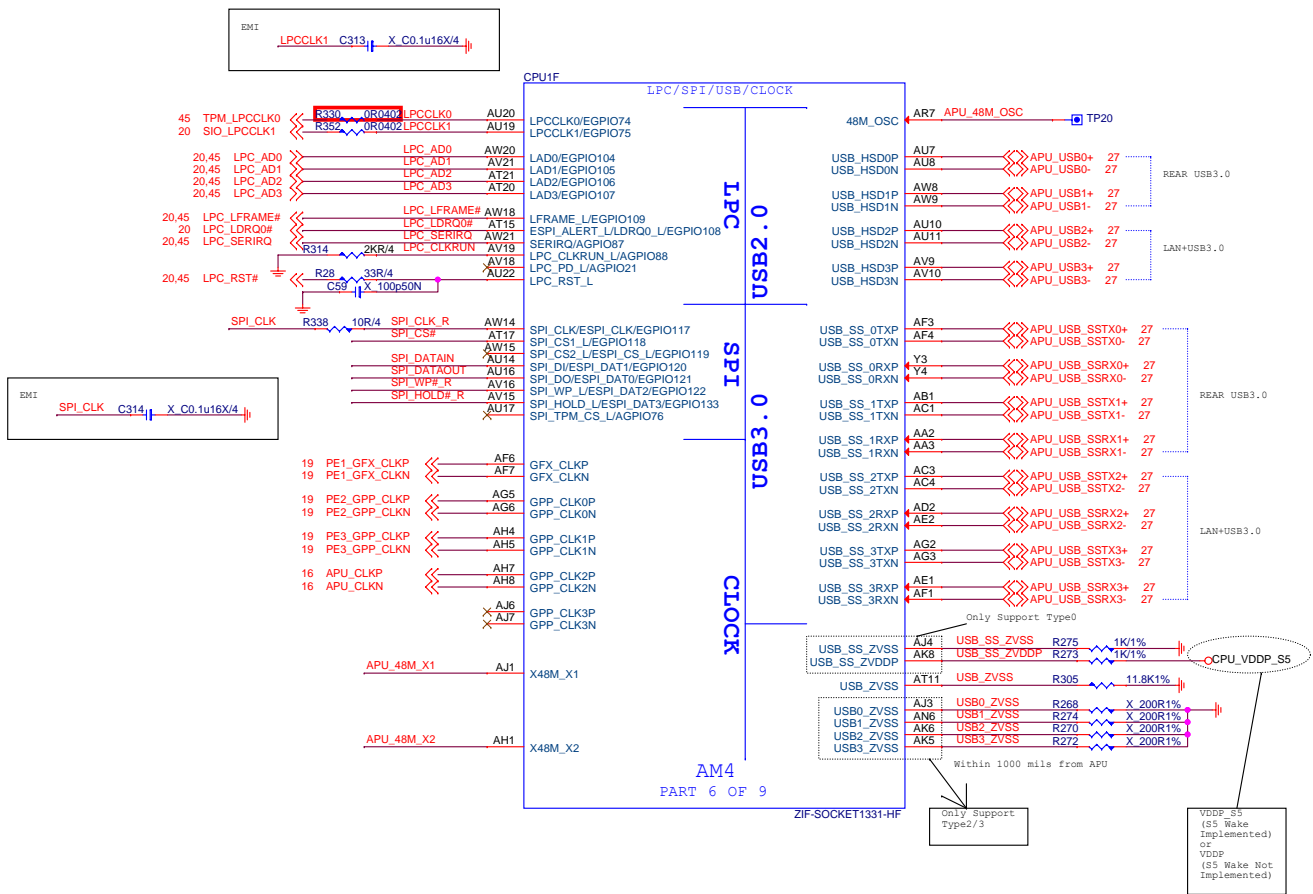 EMI
LPCCLK1 C313 X_C0.1u16X/4
CPU1F
LPC/SPI/USB/CLOCK
45 TPM_LPCCLK0 R330 0R0402 LPCCLK0 AU20 LPCCLK0/EGPIO74
20 SIO_LPCCLK1 R352 0R0402 LPCCLK1 AU19 LPCCLK1/EGPIO75
48M_OSC AR7 APU_48M_OSC TP20
20,45 LPC_AD0 LPC_AD0 AW20 LAD0/EGPIO104
20,45 LPC_AD1 LPC_AD1 AV21 LAD1/EGPIO105
20,45 LPC_AD2 LPC_AD2 AT21 LAD2/EGPIO106
20,45 LPC_AD3 LPC_AD3 AT20 LAD3/EGPIO107
20,45 LPC_LFRAME# LPC_LFRAME# AW18 LFRAME_L/EGPIO109
20 LPC_LDRQ0# LPC_LDRQ0# AT15 ESPI_ALERT_L/LDRQ0_L/EGPIO108
20,45 LPC_SERIRQ LPC_SERIRQ AW21 SERIRQ/AGPIO87
R314 2KR/4 LPC_CLKRUN AV19 LPC_CLKRUN_L/AGPIO88
AV18 LPC_PD_L/AGPIO21
20,45 LPC_RST# R28 33R/4 AU22 LPC_RST_L
C59 X_100p50N
LPC
USB2.0
USB_HSD0P AU7 APU_USB0+ 27
USB_HSD0N AU8 APU_USB0- 27
REAR USB3.0
USB_HSD1P AW8 APU_USB1+ 27
USB_HSD1N AW9 APU_USB1- 27
USB_HSD2P AU10 APU_USB2+ 27
USB_HSD2N AU11 APU_USB2- 27
LAN+USB3.0
USB_HSD3P AV9 APU_USB3+ 27
USB_HSD3N AV10 APU_USB3- 27
SPI_CLK R338 10R/4 SPI_CLK_R AW14 SPI_CLK/ESPI_CLK/EGPIO117
SPI_CS# AT17 SPI_CS1_L/EGPIO118
AW15 SPI_CS2_L/ESPI_CS_L/EGPIO119
SPI_DATAIN AU14 SPI_DI/ESPI_DAT1/EGPIO120
SPI_DATAOUT AU16 SPI_DO/ESPI_DAT0/EGPIO121
SPI_WP#_R AV16 SPI_WP_L/ESPI_DAT2/EGPIO122
SPI_HOLD#_R AV15 SPI_HOLD_L/ESPI_DAT3/EGPIO133
AU17 SPI_TPM_CS_L/AGPIO76
EMI
SPI_CLK C314 X_C0.1u16X/4
SPI
USB3.0
USB_SS_0TXP AF3 APU_USB_SSTX0+ 27
USB_SS_0TXN AF4 APU_USB_SSTX0- 27
USB_SS_0RXP Y3 APU_USB_SSRX0+ 27
USB_SS_0RXN Y4 APU_USB_SSRX0- 27
REAR USB3.0
USB_SS_1TXP AB1 APU_USB_SSTX1+ 27
USB_SS_1TXN AC1 APU_USB_SSTX1- 27
USB_SS_1RXP AA2 APU_USB_SSRX1+ 27
USB_SS_1RXN AA3 APU_USB_SSRX1- 27
USB_SS_2TXP AC3 APU_USB_SSTX2+ 27
USB_SS_2TXN AC4 APU_USB_SSTX2- 27
USB_SS_2RXP AD2 APU_USB_SSRX2+ 27
USB_SS_2RXN AE2 APU_USB_SSRX2- 27
LAN+USB3.0
USB_SS_3TXP AG2 APU_USB_SSTX3+ 27
USB_SS_3TXN AG3 APU_USB_SSTX3- 27
USB_SS_3RXP AE1 APU_USB_SSRX3+ 27
USB_SS_3RXN AF1 APU_USB_SSRX3- 27
19 PE1_GFX_CLKP AF6 GFX_CLKP
19 PE1_GFX_CLKN AF7 GFX_CLKN
19 PE2_GPP_CLKP AG5 GPP_CLK0P
19 PE2_GPP_CLKN AG6 GPP_CLK0N
19 PE3_GPP_CLKP AH4 GPP_CLK1P
19 PE3_GPP_CLKN AH5 GPP_CLK1N
16 APU_CLKP AH7 GPP_CLK2P
16 APU_CLKN AH8 GPP_CLK2N
AJ6 GPP_CLK3P
AJ7 GPP_CLK3N
CLOCK
APU_48M_X1 AJ1 X48M_X1
APU_48M_X2 AH1 X48M_X2
Only Support Type0
USB_SS_ZVSS AJ4 USB_SS_ZVSS R275 1K/1%
USB_SS_ZVDDP AK8 USB_SS_ZVDDP R273 1K/1% CPU_VDDP_S5
USB_ZVSS AT11 USB_ZVSS R305 11.8K1%
USB0_ZVSS AJ3 USB0_ZVSS R268 X_200R1%
USB1_ZVSS AN6 USB1_ZVSS R274 X_200R1%
USB2_ZVSS AK6 USB2_ZVSS R270 X_200R1%
USB3_ZVSS AK5 USB3_ZVSS R272 X_200R1%
Within 1000 mils from APU
AM4
PART 6 OF 9
ZIF-SOCKET1331-HF
Only Support
Type2/3
VDDP_S5
(S5 Wake
Implemented)
or
VDDP
(S5 Wake Not
Implemented)